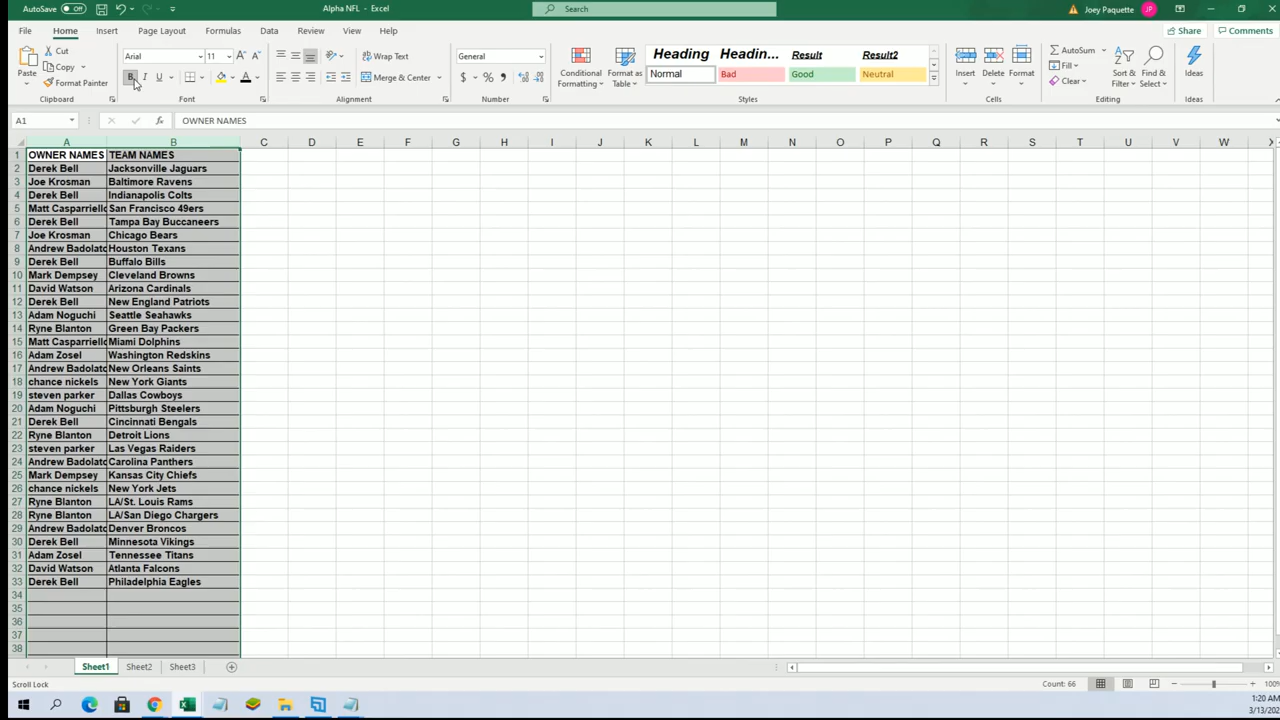 AutoSave Off Alpha NFL - Excel Search Joey Paquette JP
File Home Insert Page Layout Formulas Data Review View Help Share Comments
Cut Arial 11 Wrap Text General Heading Headin... Result Result2 AutoSum
Copy Fill
Paste Format Painter B I U Merge & Center $ % Conditional Formatting Format as Table Normal Bad Good Neutral Insert Delete Format Clear Sort & Filter Find & Select Ideas
Clipboard Font Alignment Number Styles Cells Editing Ideas
A1 fx OWNER NAMES
A B C D E F G H I J K L M N O P Q R S T U V W X
1 OWNER NAMES TEAM NAMES
2 Derek Bell Jacksonville Jaguars
3 Joe Krosman Baltimore Ravens
4 Derek Bell Indianapolis Colts
5 Matt Casparriello San Francisco 49ers
6 Derek Bell Tampa Bay Buccaneers
7 Joe Krosman Chicago Bears
8 Andrew Badolato Houston Texans
9 Derek Bell Buffalo Bills
10 Mark Dempsey Cleveland Browns
11 David Watson Arizona Cardinals
12 Derek Bell New England Patriots
13 Adam Noguchi Seattle Seahawks
14 Ryne Blanton Green Bay Packers
15 Matt Casparriello Miami Dolphins
16 Adam Zosel Washington Redskins
17 Andrew Badolato New Orleans Saints
18 chance nickels New York Giants
19 steven parker Dallas Cowboys
20 Adam Noguchi Pittsburgh Steelers
21 Derek Bell Cincinnati Bengals
22 Ryne Blanton Detroit Lions
23 steven parker Las Vegas Raiders
24 Andrew Badolato Carolina Panthers
25 Mark Dempsey Kansas City Chiefs
26 chance nickels New York Jets
27 Ryne Blanton LA/St. Louis Rams
28 Ryne Blanton LA/San Diego Chargers
29 Andrew Badolato Denver Broncos
30 Derek Bell Minnesota Vikings
31 Adam Zosel Tennessee Titans
32 David Watson Atlanta Falcons
33 Derek Bell Philadelphia Eagles
34
35
36
37
38
Sheet1 Sheet2 Sheet3
Scroll Lock Count: 66 100%
1:20 AM
3/13/202